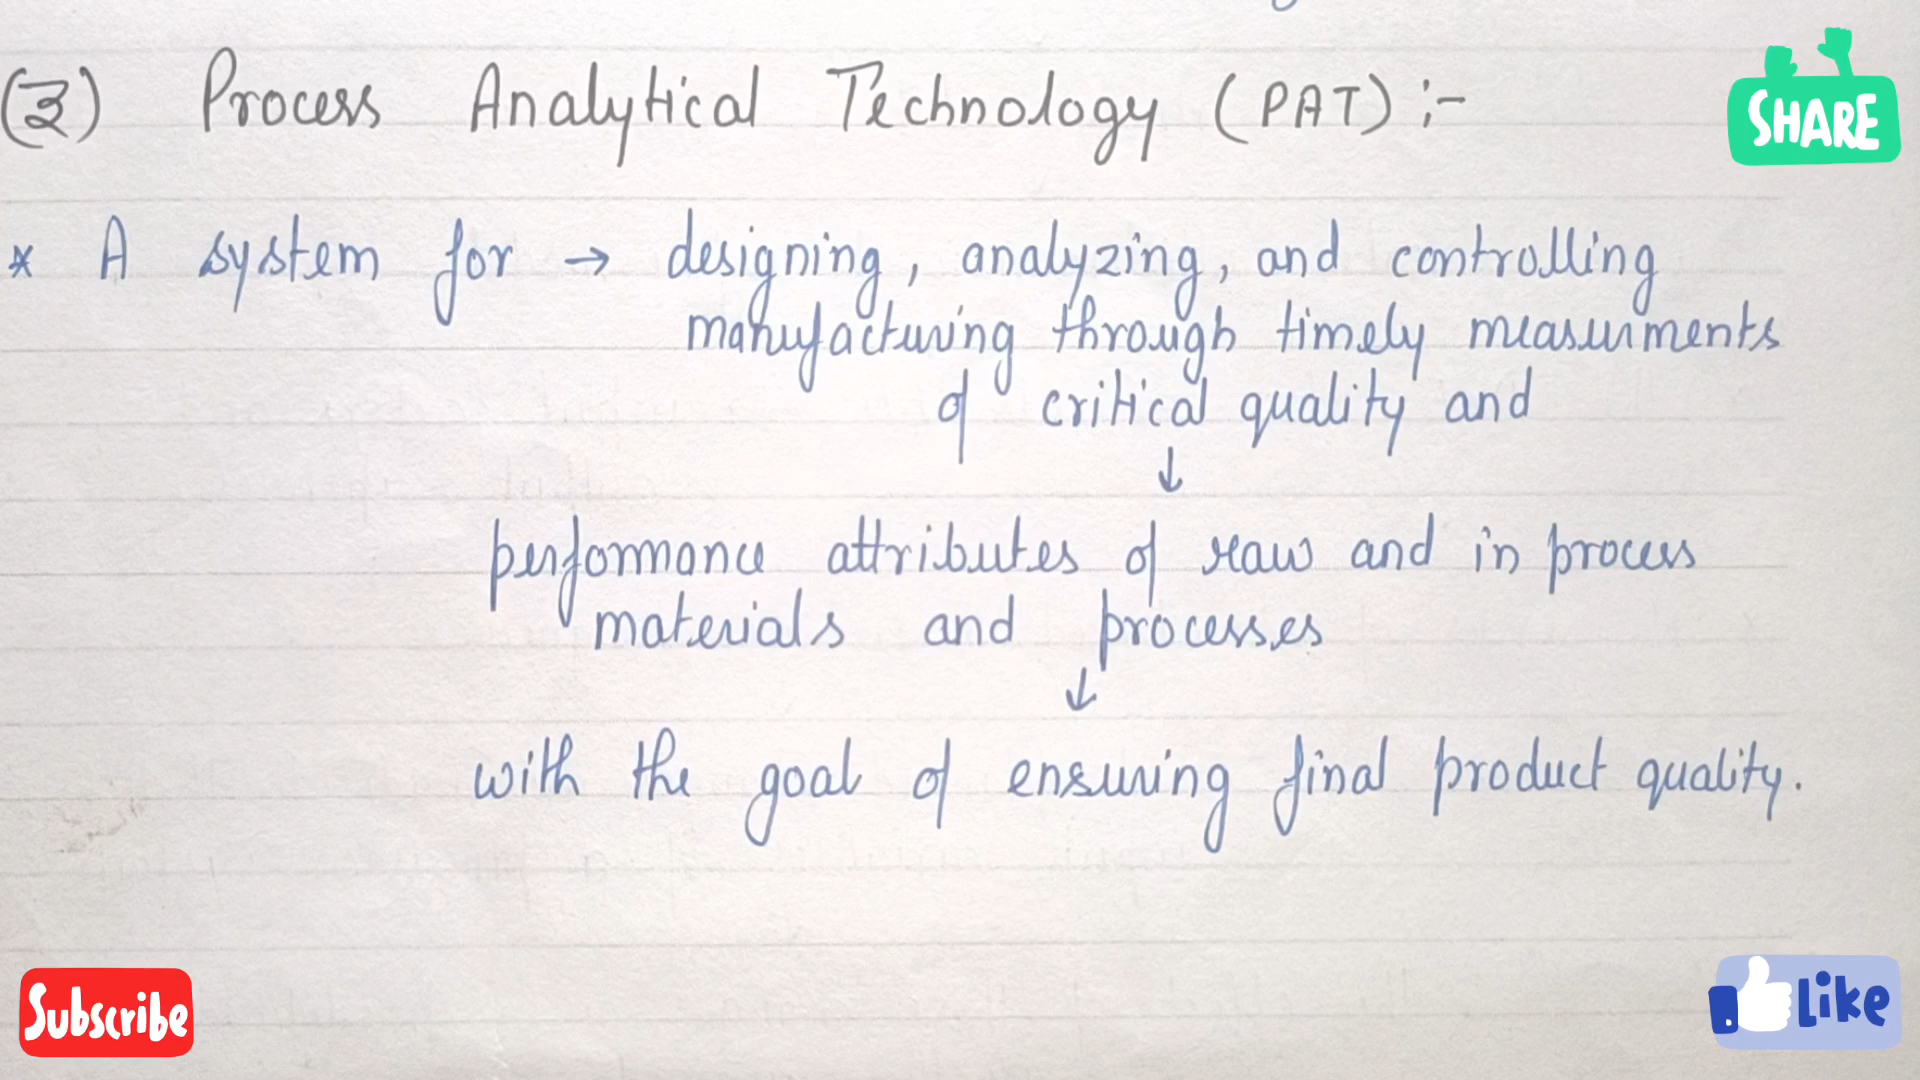 (3) Process Analytical Technology (PAT) :-
SHARE
* A system for → designing, analyzing, and controlling
manufacturing through timely measurments
of critical quality and
↓
performance attributes of raw and in process
materials and processes
↓
with the goal of ensuring final product quality.
Subscribe
Like